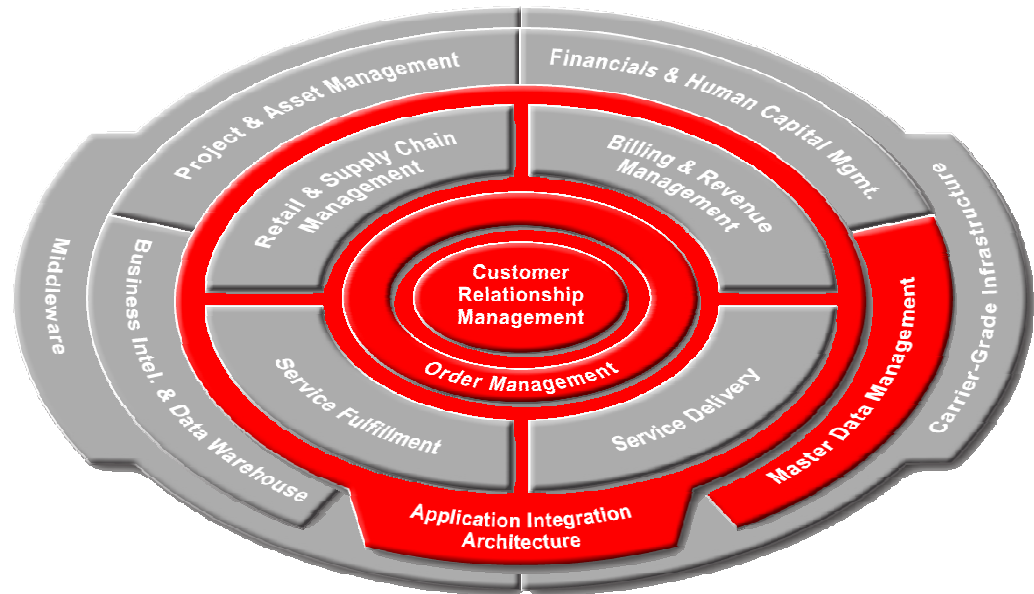 Project & Asset Management
Financials & Human Capital Mgmt.
Retail & Supply Chain
Management
Billing & Revenue
Management
Middleware
Business Intel. & Data Warehouse
Customer
Relationship
Management
Order Management
Master Data Management
Carrier-Grade Infrastructure
Service Fulfillment
Service Delivery
Application Integration
Architecture